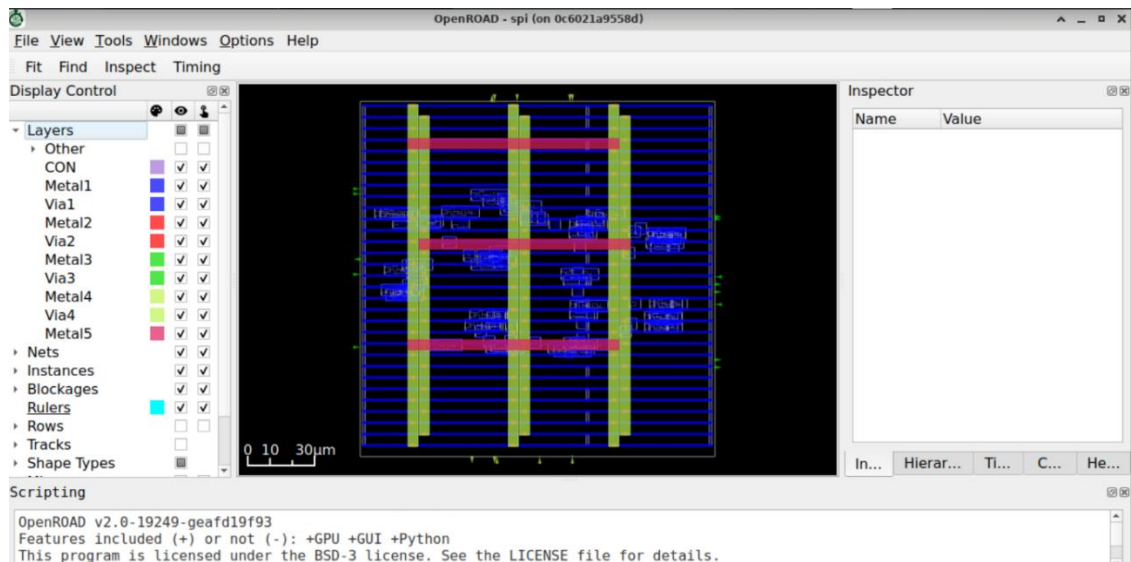 OpenROAD - spi (on 0c6021a9558d)
File View Tools Windows Options Help
Fit Find Inspect Timing
Display Control
Layers
Other
CON
Metal1
Via1
Metal2
Via2
Metal3
Via3
Metal4
Via4
Metal5
Nets
Instances
Blockages
Rulers
Rows
Tracks
Shape Types
0 10 30μm
Inspector
Name Value
In... Hierar... Ti... C... He...
Scripting
OpenROAD v2.0-19249-geafd19f93
Features included (+) or not (-): +GPU +GUI +Python
This program is licensed under the BSD-3 license. See the LICENSE file for details.